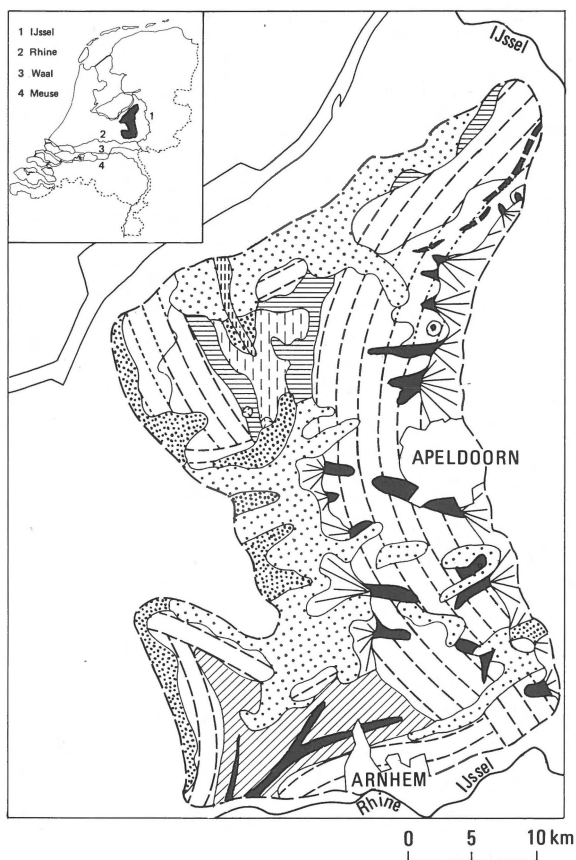 1 IJssel
2 Rhine
3 Waal
4 Meuse
1
2
3
4
IJssel
APELDOORN
ARNHEM
Rhine
IJssel
0 5 10 km